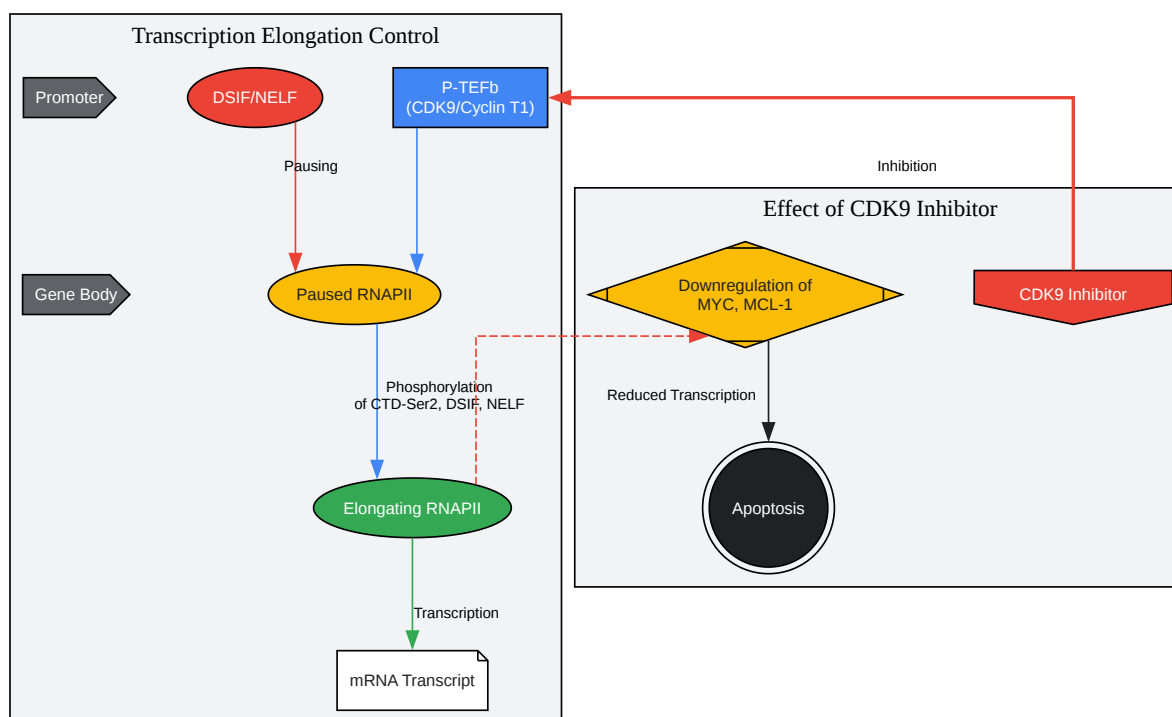 Transcription Elongation Control
Promoter
DSIF/NELF
P-TEFb
(CDK9/Cyclin T1)
Pausing
Inhibition
Effect of CDK9 Inhibitor
Gene Body
Paused RNAPII
Downregulation of
MYC, MCL-1
CDK9 Inhibitor
Phosphorylation
of CTD-Ser2, DSIF, NELF
Reduced Transcription
Elongating RNAPII
Apoptosis
Transcription
mRNA Transcript